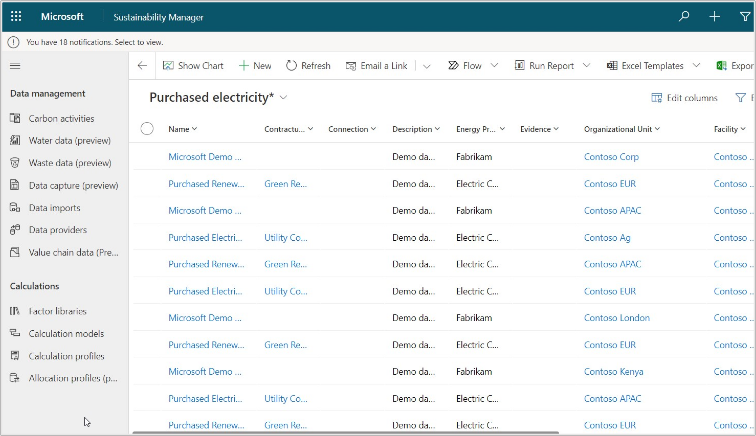 Microsoft Sustainability Manager
You have 18 notifications. Select to view.
Show Chart New Refresh Email a Link Flow Run Report Excel Templates Expor
Data management
Carbon activities
Water data (preview)
Waste data (preview)
Data capture (preview)
Data imports
Data providers
Value chain data (Pre...
Calculations
Factor libraries
Calculation models
Calculation profiles
Allocation profiles (p...
Purchased electricity*
Edit columns
Name Contractu... Connection Description Energy Pr... Evidence Organizational Unit Facility
Microsoft Demo ... Demo da... Fabrikam Contoso Corp Contoso ...
Purchased Renew... Green Re... Demo da... Electric C... Contoso EUR Contoso ...
Microsoft Demo ... Demo da... Fabrikam Contoso APAC Contoso ...
Purchased Electri... Utility Co... Demo da... Electric C... Contoso Ag Contoso ...
Purchased Renew... Green Re... Demo da... Electric C... Contoso APAC Contoso ...
Purchased Electri... Utility Co... Demo da... Electric C... Contoso EUR Contoso ...
Microsoft Demo ... Demo da... Fabrikam Contoso London Contoso ...
Purchased Renew... Green Re... Demo da... Electric C... Contoso EUR Contoso ...
Microsoft Demo ... Demo da... Fabrikam Contoso Kenya Contoso ...
Purchased Electri... Utility Co... Demo da... Electric C... Contoso APAC Contoso ...
Purchased Renew... Green Re... Demo da... Electric C... Contoso EUR Contoso ...